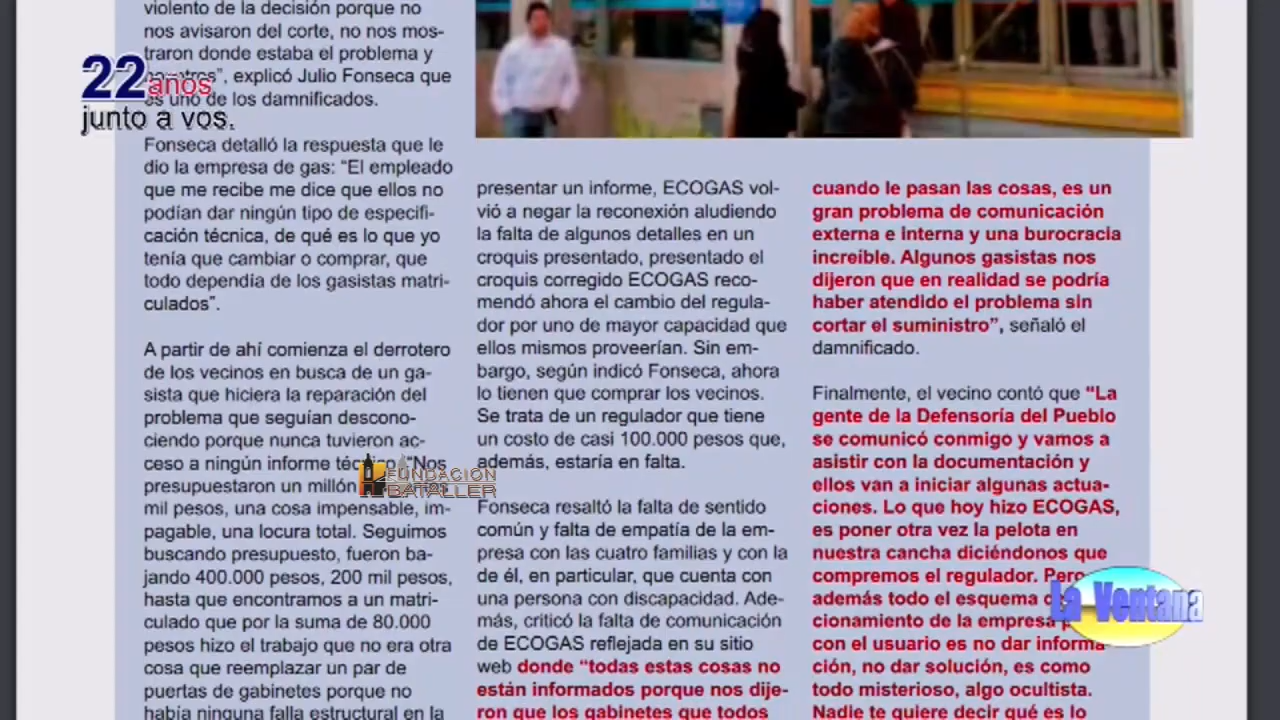 violento de la decisión porque no
nos avisaron del corte, no nos mos-
traron donde estaba el problema y
explicó Julio Fonseca que
es uno de los damnificados.
22 años
junto a vos.
Fonseca detalló la respuesta que le
dio la empresa de gas: “El empleado
que me recibe me dice que ellos no
podían dar ningún tipo de especifi-
cación técnica, de qué es lo que yo
tenía que cambiar o comprar, que
todo dependía de los gasistas matri-
culados”.
A partir de ahí comienza el derrotero
de los vecinos en busca de un ga-
sista que hiciera la reparación del
problema que seguían descono-
ciendo porque nunca tuvieron ac-
ceso a ningún informe “Nos
presupuestaron un millón
mil pesos, una cosa impensable, im-
pagable, una locura total. Seguimos
buscando presupuesto, fueron ba-
jando 400.000 pesos, 200 mil pesos,
hasta que encontramos a un matri-
culado que por la suma de 80.000
pesos hizo el trabajo que no era otra
cosa que reemplazar un par de
puertas de gabinetes porque no
había ninguna falla estructural en la
FUNDACIÓN
BATALLER
presentar un informe, ECOGAS vol-
vió a negar la reconexión aludiendo
la falta de algunos detalles en un
croquis presentado, presentado el
croquis corregido ECOGAS reco-
mendó ahora el cambio del regula-
dor por uno de mayor capacidad que
ellos mismos proveerían. Sin em-
bargo, según indicó Fonseca, ahora
lo tienen que comprar los vecinos.
Se trata de un regulador que tiene
un costo de casi 100.000 pesos que,
además, estaría en falta.
Fonseca resaltó la falta de sentido
común y falta de empatía de la em-
presa con las cuatro familias y con la
de él, en particular, que cuenta con
una persona con discapacidad. Ade-
más, criticó la falta de comunicación
de ECOGAS reflejada en su sitio
web donde “todas estas cosas no
están informados porque nos dije-
ron que los gabinetes que todos
cuando le pasan las cosas, es un
gran problema de comunicación
externa e interna y una burocracia
increíble. Algunos gasistas nos
dijeron que en realidad se podría
haber atendido el problema sin
cortar el suministro”, señaló el
damnificado.
Finalmente, el vecino contó que “La
gente de la Defensoría del Pueblo
se comunicó conmigo y vamos a
asistir con la documentación y
ellos van a iniciar algunas actua-
ciones. Lo que hoy hizo ECOGAS,
es poner otra vez la pelota en
nuestra cancha diciéndonos que
compremos el regulador. Pero
además todo el esquema
cionamiento de la empresa
con el usuario es no dar informa-
ción, no dar solución, es como
todo misterioso, algo ocultista.
Nadie te quiere decir qué es lo
La Ventana